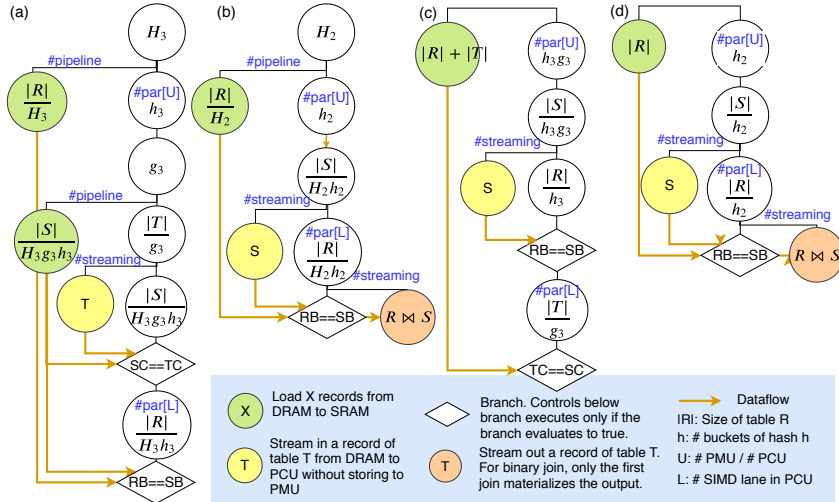 (a)
H₃
#pipeline
|R|
H₃
#par[U]
h₃
g₃
#pipeline
|S|
H₃g₃h₃
|T|
g₃
#streaming
T
|S|
H₃g₃h₃
SC==TC
#par[L]
|R|
H₃h₃
RB==SB
(b)
H₂
#pipeline
|R|
H₂
#par[U]
h₂
|S|
H₂h₂
#streaming
S
#par[L]
|R|
H₂h₂
#streaming
RB==SB
R ⋈ S
(c)
|R| + |T|
#par[U]
h₃g₃
|S|
h₃g₃
#streaming
S
|R|
h₃
RB==SB
#par[L]
|T|
g₃
TC==SC
(d)
|R|
#par[U]
h₂
|S|
h₂
#streaming
S
#par[L]
|R|
h₂
#streaming
RB==SB
R ⋈ S
X
Load X records from
DRAM to SRAM
T
Stream in a record of
table T from DRAM to
PCU without storing to
PMU
Branch. Controls below
branch executes only if the
branch evaluates to true.
T
Stream out a record of table T.
For binary join, only the first
join materializes the output.
Dataflow
|R|: Size of table R
h: # buckets of hash h
U: # PMU / # PCU
L: # SIMD lane in PCU